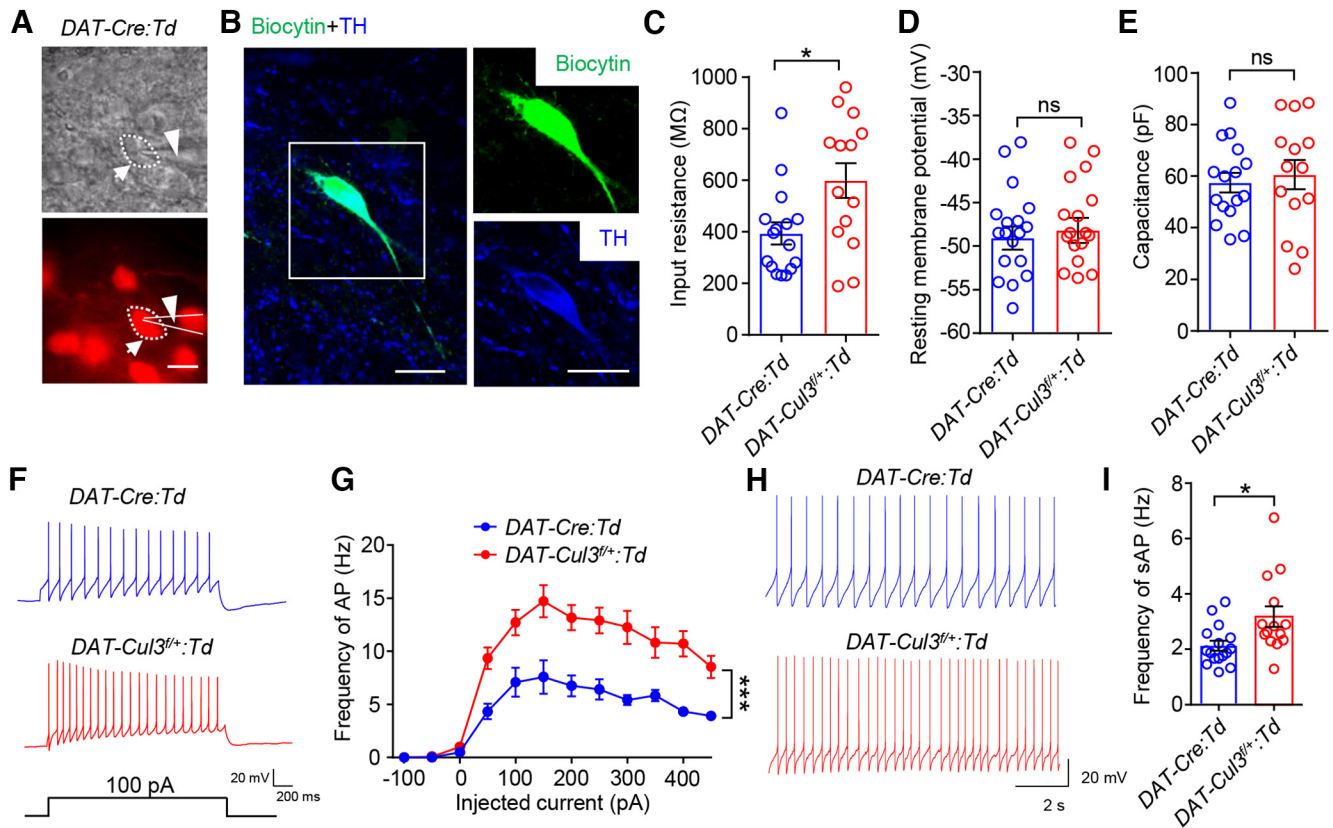 A
DAT-Cre:Td
B
Biocytin+TH
Biocytin
TH
C
*
Input resistance (MΩ)
1000
800
600
400
200
0
DAT-Cre:Td
DAT-Cul3f/+:Td
D
ns
Resting membrane potential (mV)
-30
-35
-40
-45
-50
-55
-60
DAT-Cre:Td
DAT-Cul3f/+:Td
E
ns
Capacitance (pF)
100
80
60
40
20
0
DAT-Cre:Td
DAT-Cul3f/+:Td
F
DAT-Cre:Td
DAT-Cul3f/+:Td
20 mV
200 ms
100 pA
G
DAT-Cre:Td
DAT-Cul3f/+:Td
Frequency of AP (Hz)
20
15
10
5
0
***
-100 0 100 200 300 400
Injected current (pA)
H
DAT-Cre:Td
DAT-Cul3f/+:Td
20 mV
2 s
I
*
Frequency of sAP (Hz)
8
6
4
2
0
DAT-Cre:Td
DAT-Cul3f/+:Td